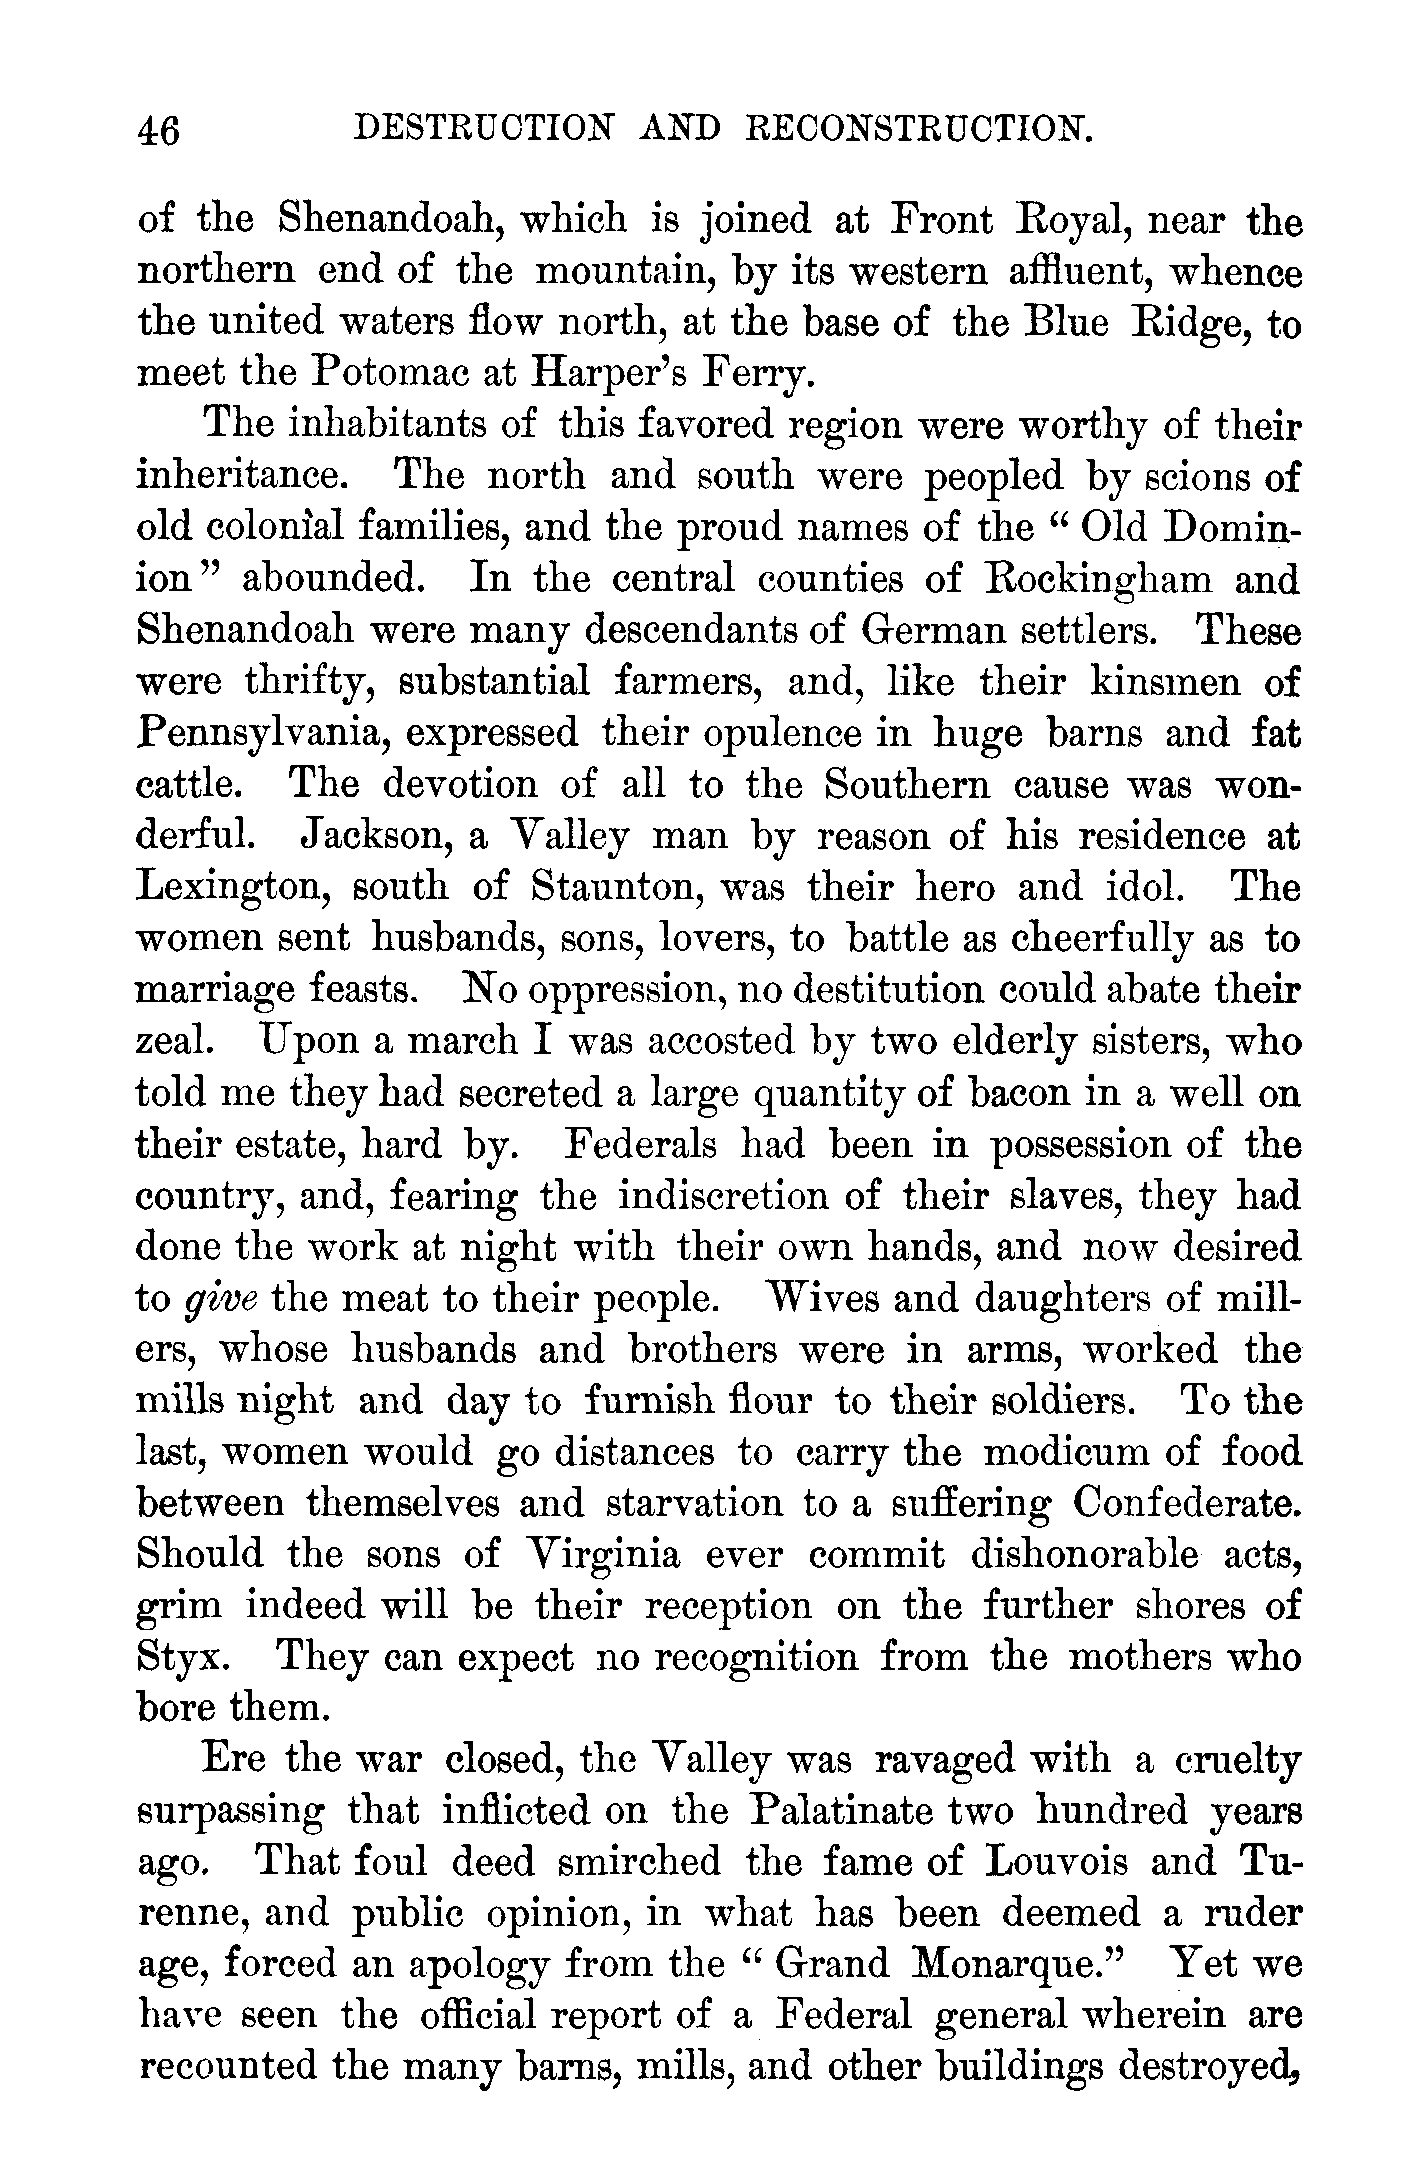 46 DESTRUCTION AND RECONSTRUCTION.
of the Shenandoah, which is joined at Front Royal, near the
northern end of the mountain, by its western affluent, whence
the united waters flow north, at the base of the Blue Ridge, to
meet the Potomac at Harper's Ferry.
The inhabitants of this favored region were worthy of their
inheritance. The north and south were peopled by scions of
old colonial families, and the proud names of the “ Old Domin-
ion ” abounded. In the central counties of Rockingham and
Shenandoah were many descendants of German settlers. These
were thrifty, substantial farmers, and, like their kinsmen of
Pennsylvania, expressed their opulence in huge barns and fat
cattle. The devotion of all to the Southern cause was won-
derful. Jackson, a Valley man by reason of his residence at
Lexington, south of Staunton, was their hero and idol. The
women sent husbands, sons, lovers, to battle as cheerfully as to
marriage feasts. No oppression, no destitution could abate their
zeal. Upon a march I was accosted by two elderly sisters, who
told me they had secreted a large quantity of bacon in a well on
their estate, hard by. Federals had been in possession of the
country, and, fearing the indiscretion of their slaves, they had
done the work at night with their own hands, and now desired
to give the meat to their people. Wives and daughters of mill-
ers, whose husbands and brothers were in arms, worked the
mills night and day to furnish flour to their soldiers. To the
last, women would go distances to carry the modicum of food
between themselves and starvation to a suffering Confederate.
Should the sons of Virginia ever commit dishonorable acts,
grim indeed will be their reception on the further shores of
Styx. They can expect no recognition from the mothers who
bore them.
Ere the war closed, the Valley was ravaged with a cruelty
surpassing that inflicted on the Palatinate two hundred years
ago. That foul deed smirched the fame of Louvois and Tu-
renne, and public opinion, in what has been deemed a ruder
age, forced an apology from the “ Grand Monarque.” Yet we
have seen the official report of a Federal general wherein are
recounted the many barns, mills, and other buildings destroyed,